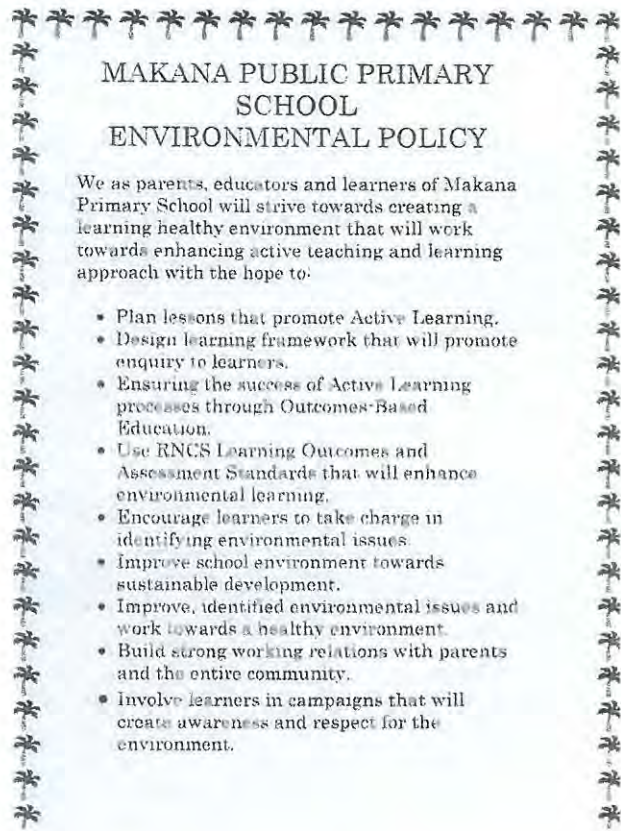 MAKANA PUBLIC PRIMARY
SCHOOL
ENVIRONMENTAL POLICY
We as parents, educators and learners of Makana
Primary School will strive towards creating a
learning healthy environment that will work
towards enhancing active teaching and learning
approach with the hope to:
• Plan lessons that promote Active Learning.
• Design learning framework that will promote
enquiry to learners.
• Ensuring the success of Active Learning
processes through Outcomes-Based
Education.
• Use RNCS Learning Outcomes and
Assessment Standards that will enhance
environmental learning.
• Encourage learners to take charge in
identifying environmental issues.
• Improve school environment towards
sustainable development.
• Improve, identified environmental issues and
work towards a healthy environment.
• Build strong working relations with parents
and the entire community.
• Involve learners in campaigns that will
create awareness and respect for the
environment.